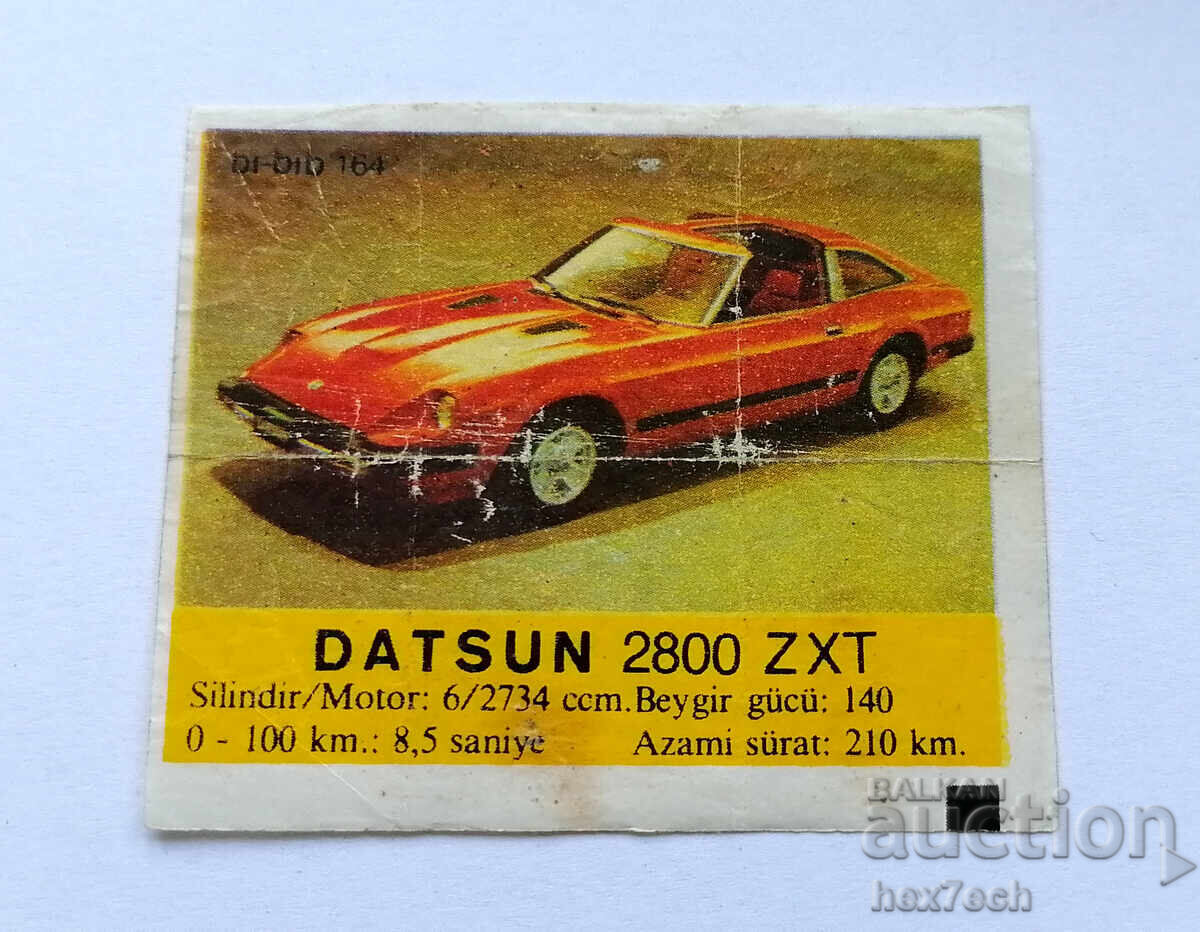 bi-bib 164
DATSUN 2800 ZXT
Silindir/Motor: 6/2734 ccm. Beygir gücü: 140
0 - 100 km.: 8,5 saniye Azami sürat: 210 km.
BALKAN
auction
hex7ech